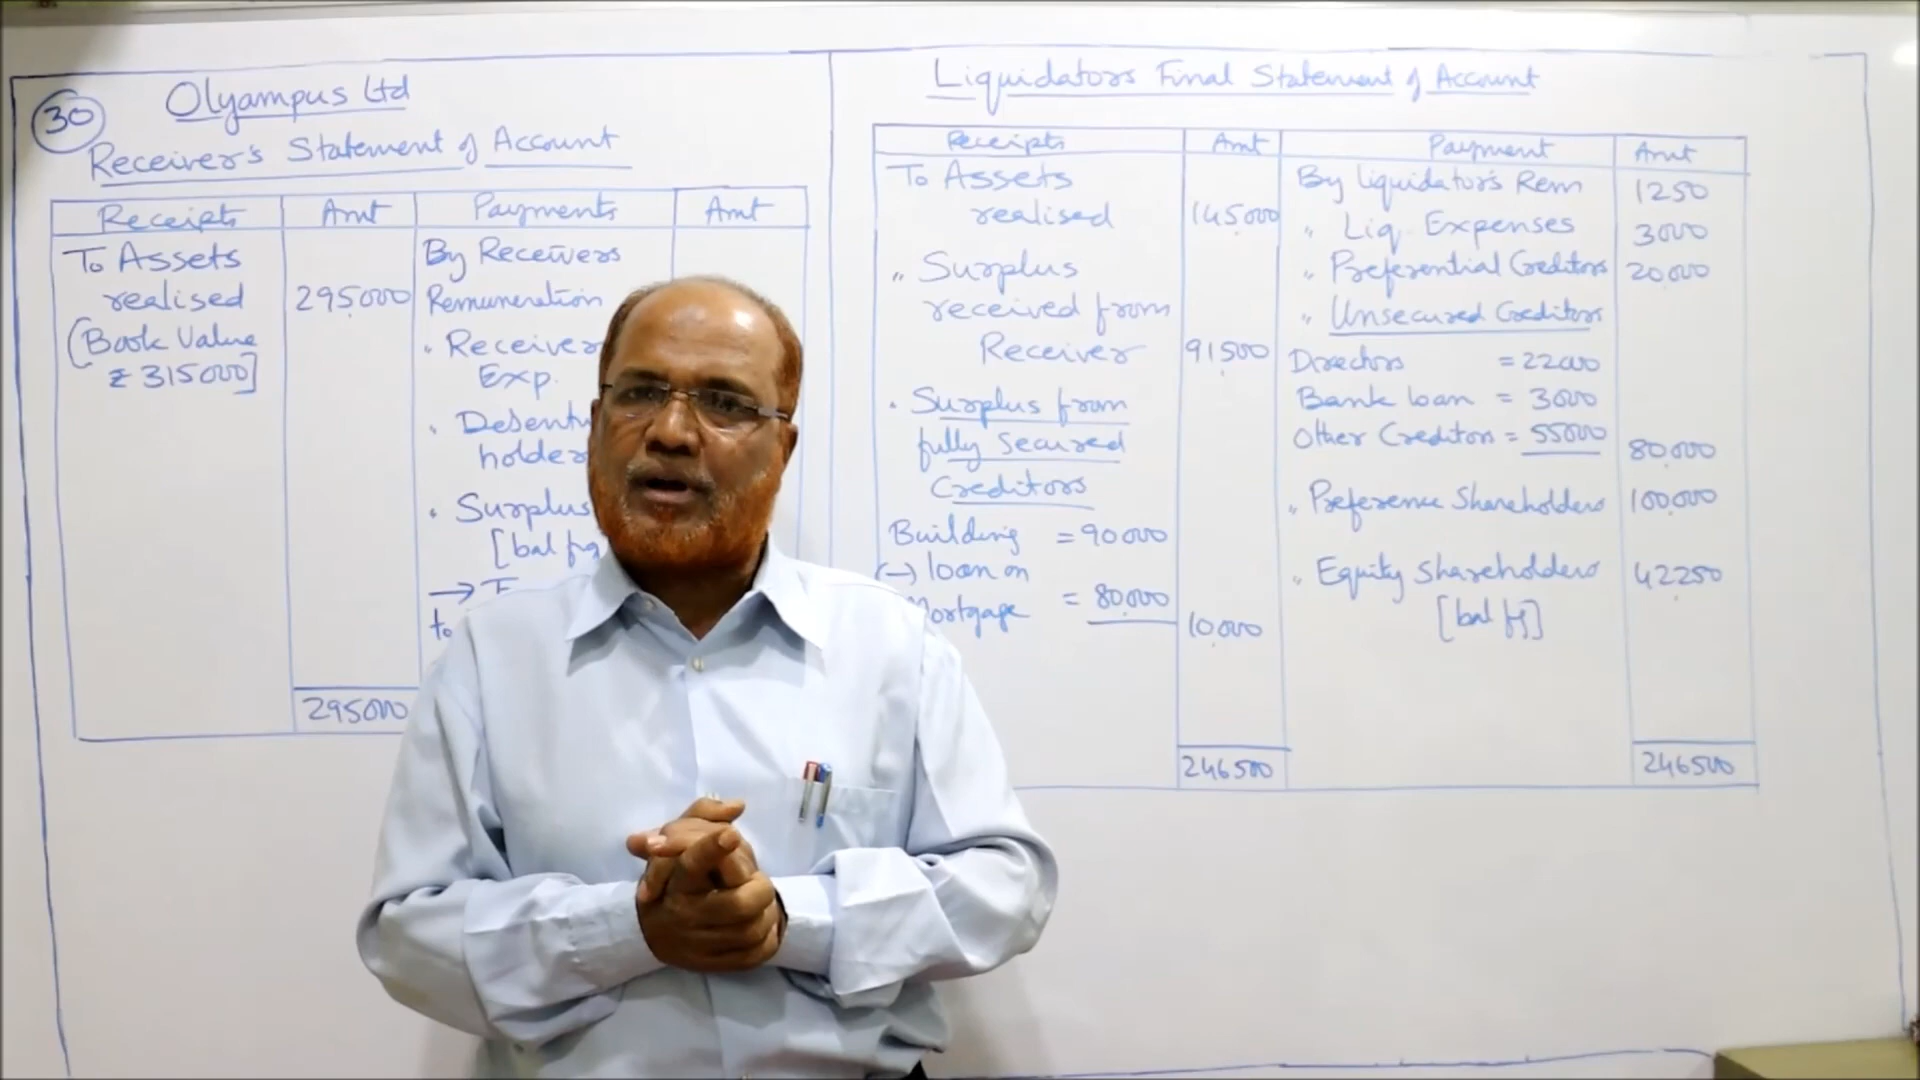 30
Olyampus Ltd
Receiver's Statement of Account
Receipts Amt Payments Amt
To Assets
realised 295000
(Book Value
₹ 315000]
295000
By Receivers
Remuneration
" Receiver
Exp.
"
" Surplus
[bal fig
→
to
Liquidators Final Statement of Account
Receipts Amt Payment Amt
To Assets
realised 145000
" Surplus
received from
Receiver 91500
" Surplus from
fully secured
Creditors
Building = 90000
(-) loan on
Mortgage = 80000 10000
246500
By liquidators Rem 1250
" Liq. Expenses 3000
" Preferential Creditors 20000
" Unsecured Creditors
Directors = 22000
Bank loan = 3000
Other Creditors = 55000 80000
" Preference Shareholders 100000
" Equity Shareholders 42250
[bal fg]
246500